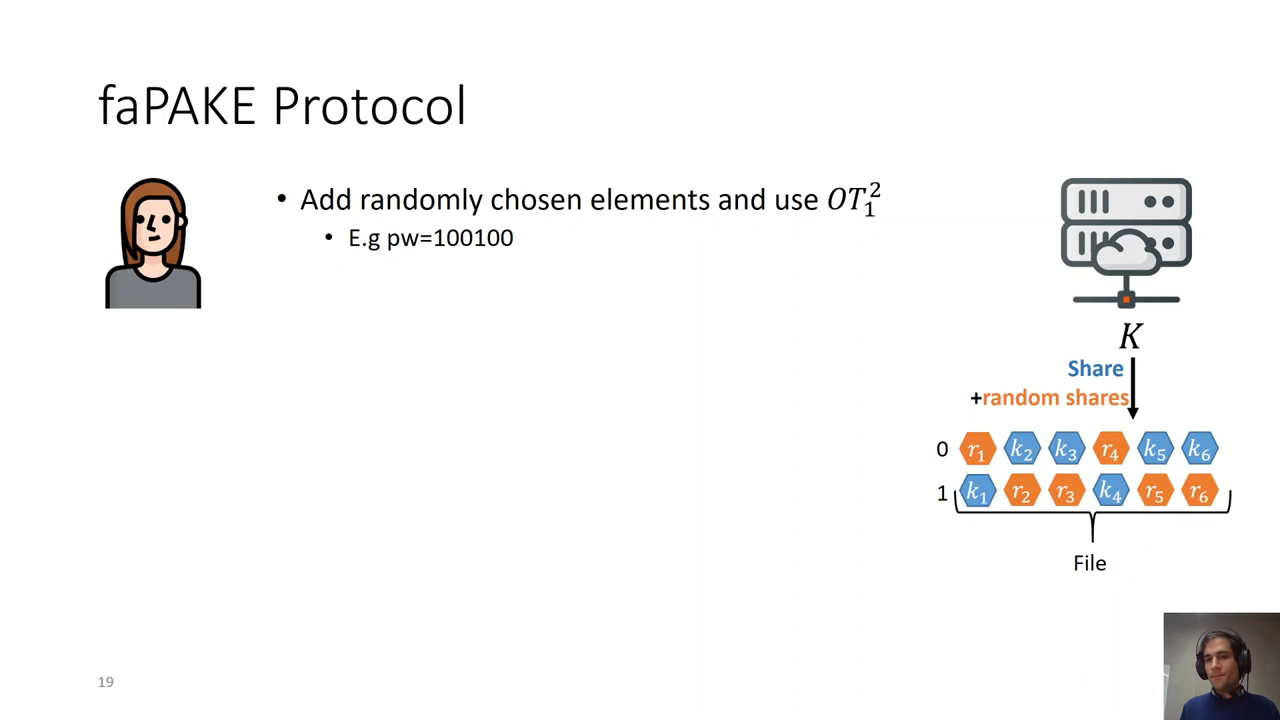 faPAKE Protocol
• Add randomly chosen elements and use $OT_1^2$
• E.g pw=100100
K
Share
+random shares
0 r₁ k₂ k₃ r₄ k₅ k₆
1 k₁ r₂ r₃ k₄ r₅ r₆
File
19